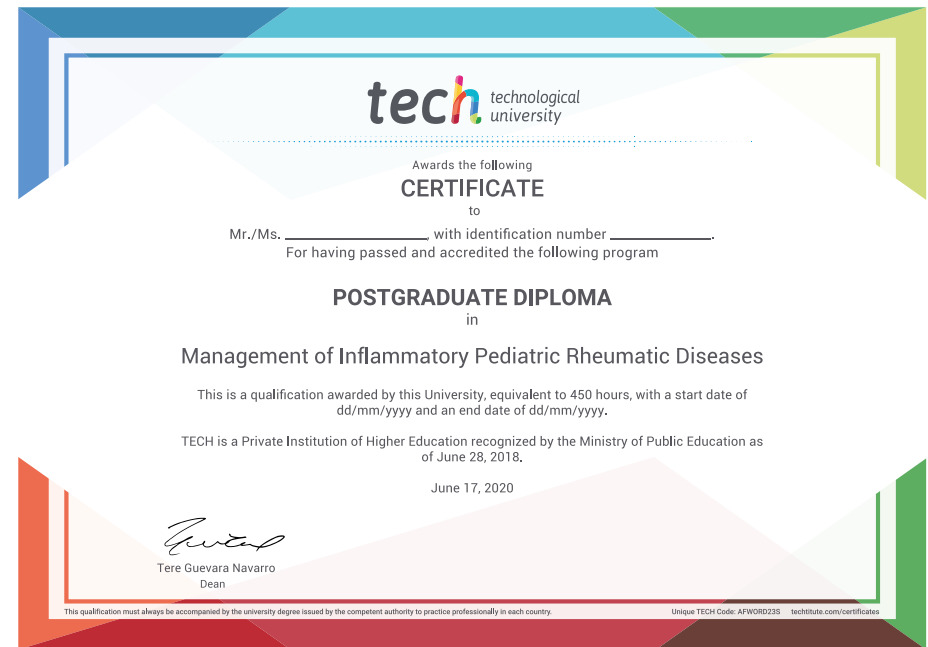 tech technological
university
Awards the following
CERTIFICATE
to
Mr./Ms. ____________________, with identification number ______________.
For having passed and accredited the following program
POSTGRADUATE DIPLOMA
in
Management of Inflammatory Pediatric Rheumatic Diseases
This is a qualification awarded by this University, equivalent to 450 hours, with a start date of
dd/mm/yyyy and an end date of dd/mm/yyyy.
TECH is a Private Institution of Higher Education recognized by the Ministry of Public Education as
of June 28, 2018.
June 17, 2020
Tere Guevara Navarro
Dean
This qualification must always be accompanied by the university degree issued by the competent authority to practice professionally in each country.
Unique TECH Code: AFWORD23S techtitute.com/certificates